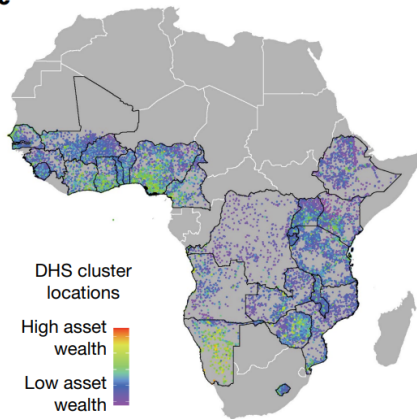 DHS cluster
locations
High asset
wealth
Low asset
wealth